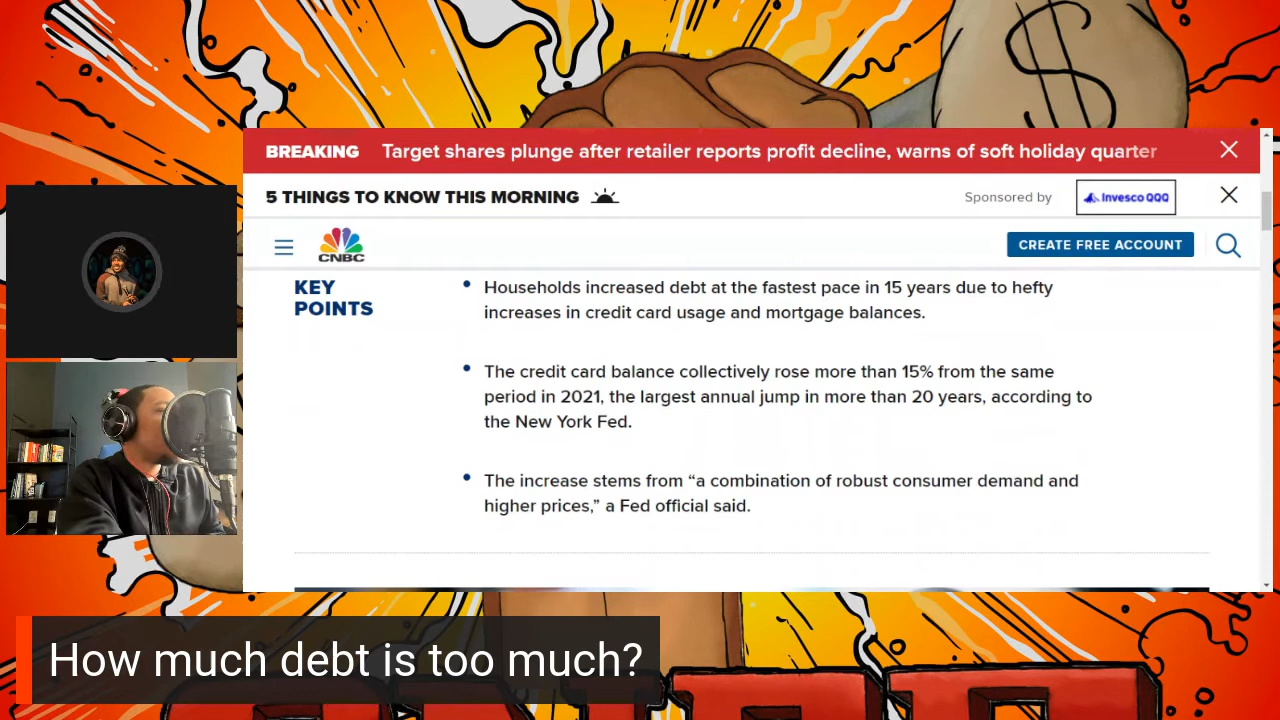 BREAKING Target shares plunge after retailer reports profit decline, warns of soft holiday quarter
5 THINGS TO KNOW THIS MORNING Sponsored by Invesco QQQ
CNBC CREATE FREE ACCOUNT
KEY
POINTS
Households increased debt at the fastest pace in 15 years due to hefty
increases in credit card usage and mortgage balances.
The credit card balance collectively rose more than 15% from the same
period in 2021, the largest annual jump in more than 20 years, according to
the New York Fed.
The increase stems from “a combination of robust consumer demand and
higher prices,” a Fed official said.
How much debt is too much?